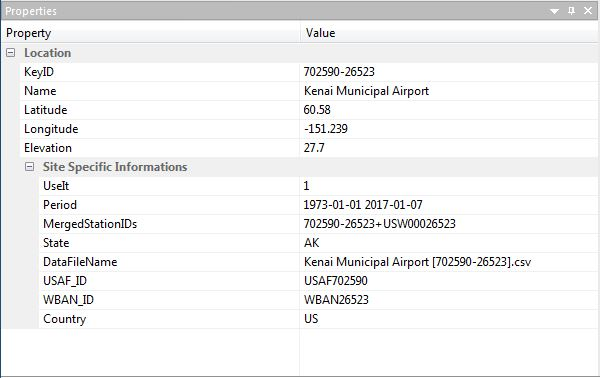 Properties
Property Value
Location
KeyID 702590-26523
Name Kenai Municipal Airport
Latitude 60.58
Longitude -151.239
Elevation 27.7
Site Specific Informations
UseIt 1
Period 1973-01-01 2017-01-07
MergedStationIDs 702590-26523+USW00026523
State AK
DataFileName Kenai Municipal Airport [702590-26523].csv
USAF_ID USAF702590
WBAN_ID WBAN26523
Country US